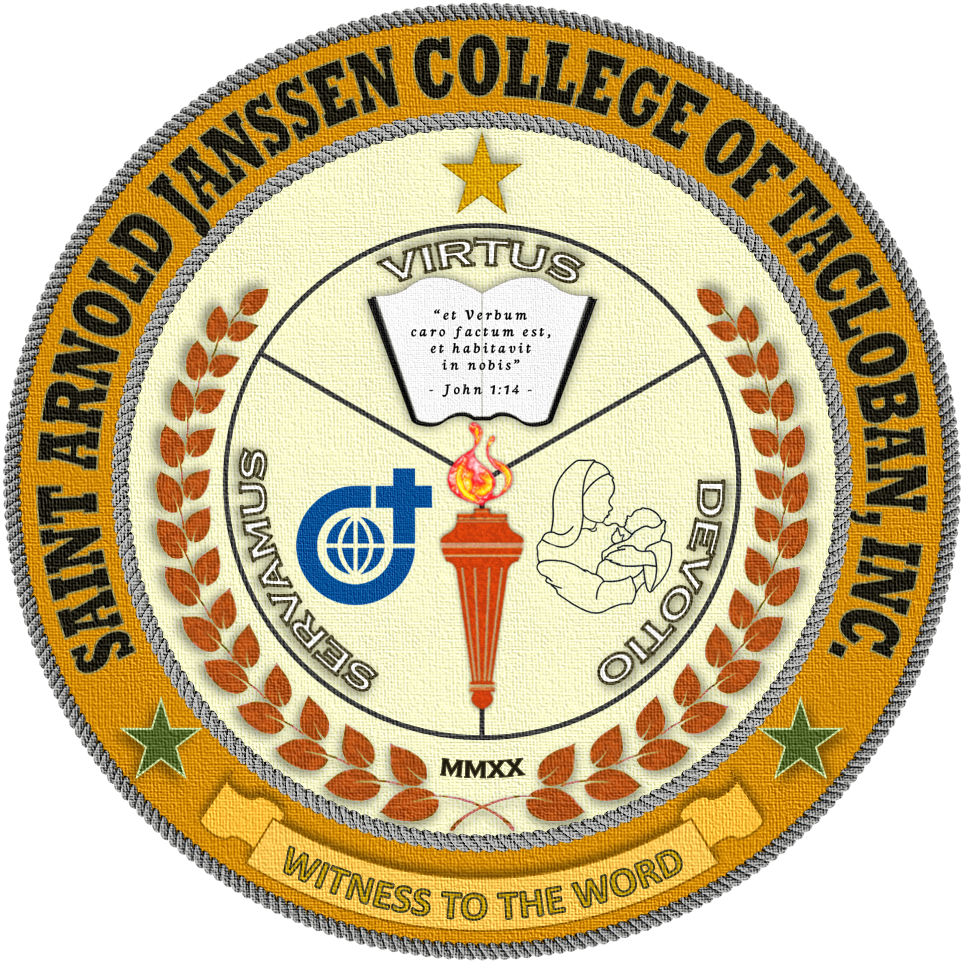 SAINT ARNOLD JANSSEN COLLEGE OF TACLOBAN, INC.
VIRTUS
“et Verbum
caro factum est,
et habitavit
in nobis”
- John 1:14 -
SERVAMUS
DEVOTIO
MMXX
WITNESS TO THE WORD